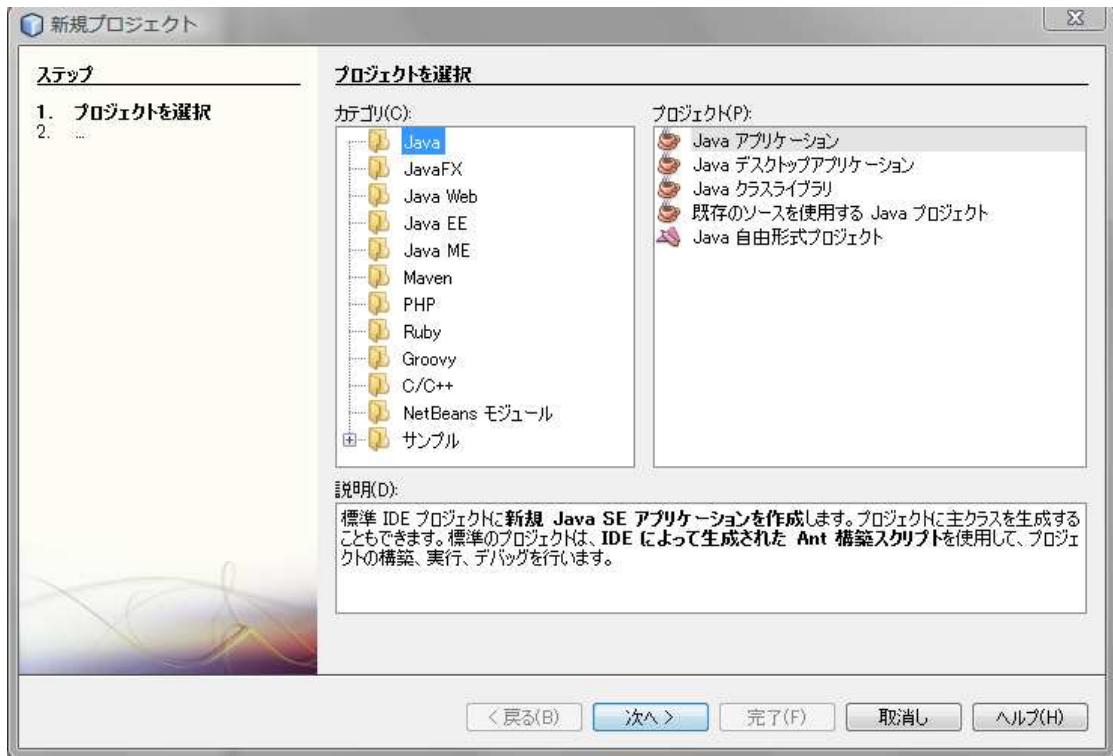 新規プロジェクト
ステップ
1. プロジェクトを選択
2. ...
プロジェクトを選択
カテゴリ(C):
Java
JavaFX
Java Web
Java EE
Java ME
Maven
PHP
Ruby
Groovy
C/C++
NetBeans モジュール
サンプル
プロジェクト(P):
Java アプリケーション
Java デスクトップアプリケーション
Java クラスライブラリ
既存のソースを使用する Java プロジェクト
Java 自由形式プロジェクト
説明(D):
標準 IDE プロジェクトに新規 Java SE アプリケーションを作成します。プロジェクトに主クラスを生成する
こともできます。標準のプロジェクトは、IDE によって生成された Ant 構築スクリプトを使用して、プロジェ
クトの構築、実行、デバッグを行います。
< 戻る(B)
次へ >
完了(F)
取消し
ヘルプ(H)